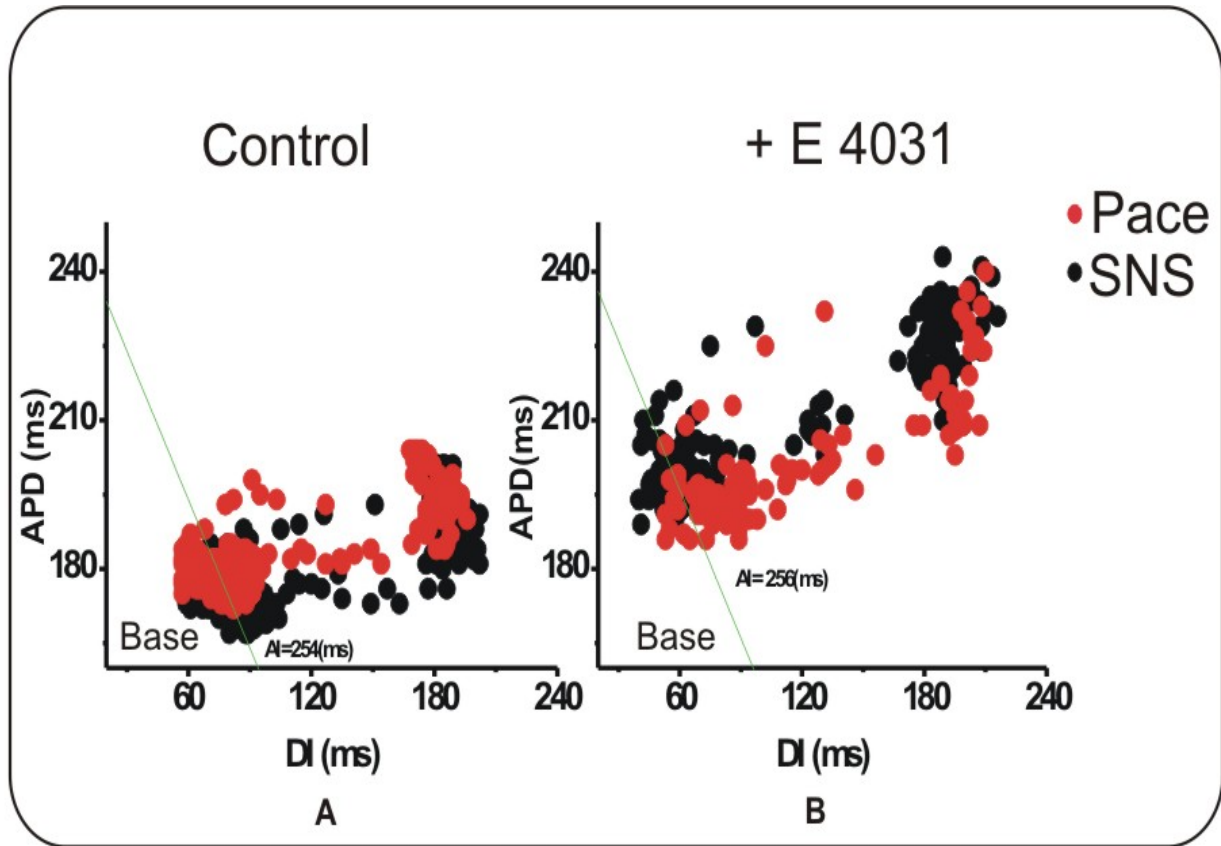 Control
+ E 4031
Pace
SNS
240
210
180
APD (ms)
Base
AI=254(ms)
60
120
180
240
DI (ms)
A
240
210
180
APD(ms)
Base
AI=256(ms)
60
120
180
240
DI (ms)
B